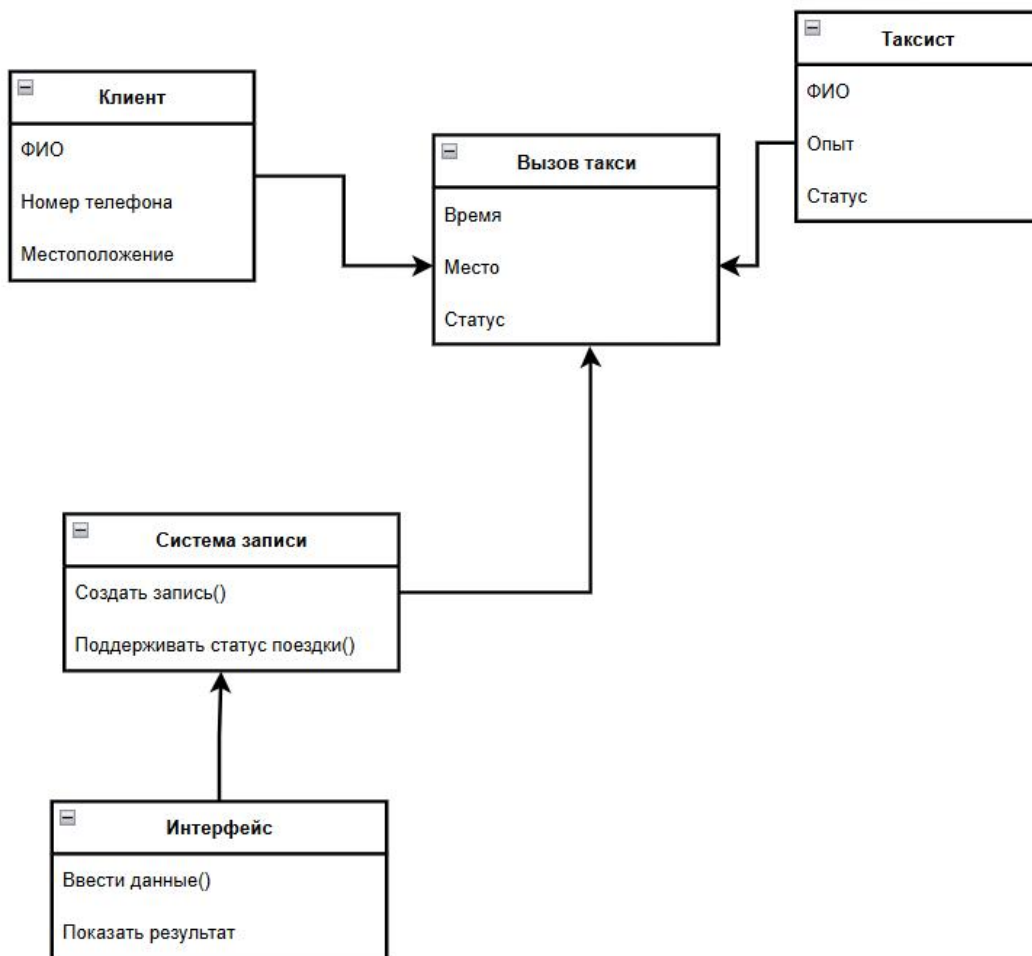 Клиент
ФИО
Номер телефона
Местоположение
Вызов такси
Время
Место
Статус
Таксист
ФИО
Опыт
Статус
Система записи
Создать запись()
Поддерживать статус поездки()
Интерфейс
Ввести данные()
Показать результат